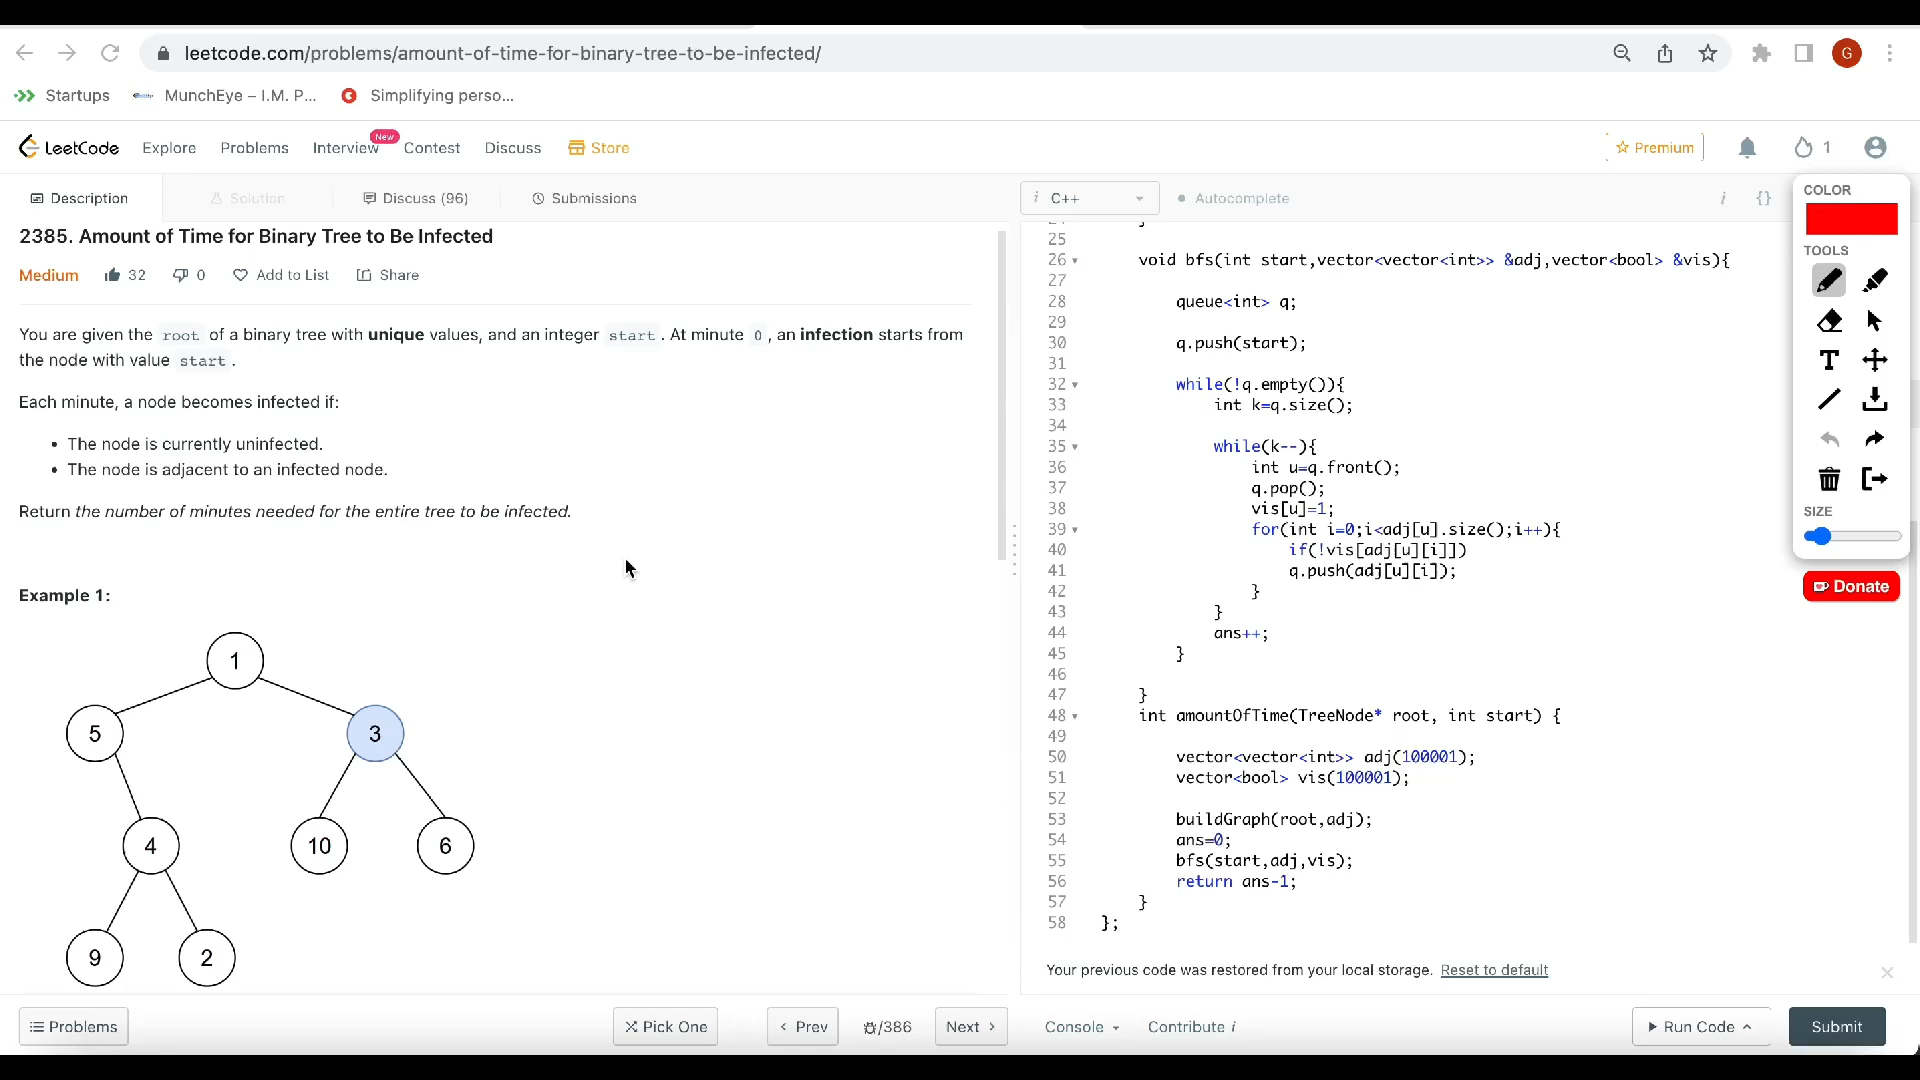 leetcode.com/problems/amount-of-time-for-binary-tree-to-be-infected/
G
Startups
MunchEye – I.M. P...
Simplifying perso...
LeetCode
Explore
Problems
Interview
New
Contest
Discuss
Store
Premium
1
Description
Solution
Discuss (96)
Submissions
2385. Amount of Time for Binary Tree to Be Infected
Medium
32
0
Add to List
Share
You are given the root of a binary tree with unique values, and an integer start. At minute 0, an infection starts from
the node with value start.
Each minute, a node becomes infected if:
• The node is currently uninfected.
• The node is adjacent to an infected node.
Return the number of minutes needed for the entire tree to be infected.
Example 1:
1
5
3
4
10
6
9
2
i C++
Autocomplete
i {}
25
26 void bfs(int start,vector<vector<int>> &adj,vector<bool> &vis){
27
28 queue<int> q;
29
30 q.push(start);
31
32 while(!q.empty()){
33 int k=q.size();
34
35 while(k--){
36 int u=q.front();
37 q.pop();
38 vis[u]=1;
39 for(int i=0;i<adj[u].size();i++){
40 if(!vis[adj[u][i]])
41 q.push(adj[u][i]);
42 }
43 }
44 ans++;
45 }
46
47 }
48 int amountOfTime(TreeNode* root, int start) {
49
50 vector<vector<int>> adj(100001);
51 vector<bool> vis(100001);
52
53 buildGraph(root,adj);
54 ans=0;
55 bfs(start,adj,vis);
56 return ans-1;
57 }
58 };
Your previous code was restored from your local storage. Reset to default
COLOR
TOOLS
T
SIZE
Donate
Problems
Pick One
Prev
/386
Next
Console
Contribute i
Run Code
Submit